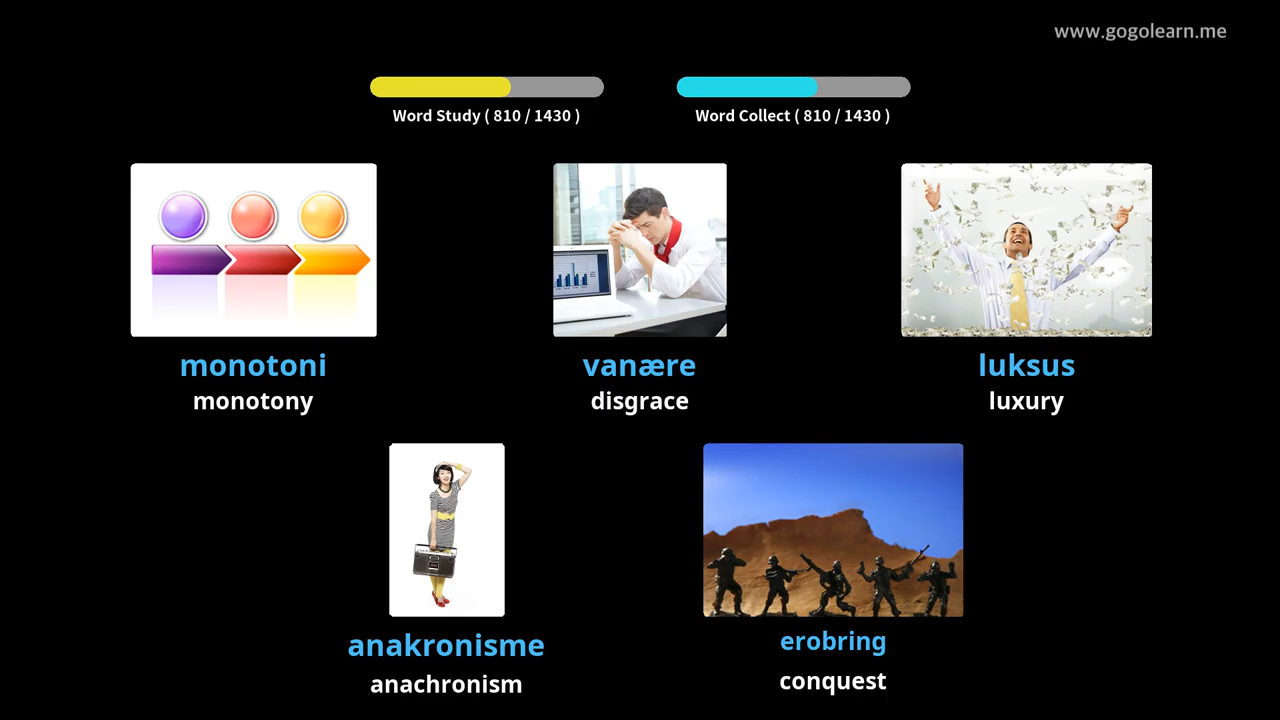 www.gogolearn.me
Word Study ( 810 / 1430 )
Word Collect ( 810 / 1430 )
monotoni
monotony
vanære
disgrace
luksus
luxury
anakronisme
anachronism
erobring
conquest